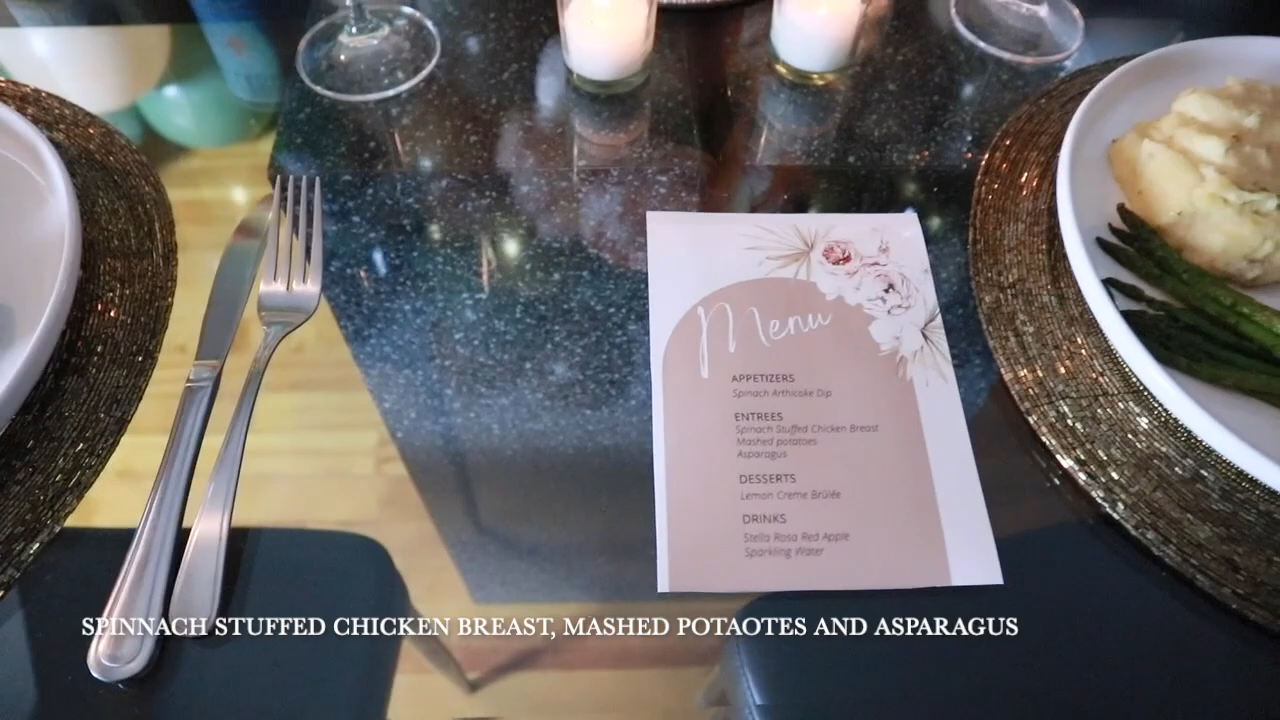 Menu
APPETIZERS
Spinach Arthicoke Dip
ENTREES
Spinach Stuffed Chicken Breast
Mashed potatoes
Asparagus
DESSERTS
Lemon Creme Brûlée
DRINKS
Stella Rosa Red Apple
Sparkling Water
SPINNACH STUFFED CHICKEN BREAST, MASHED POTAOTES AND ASPARAGUS